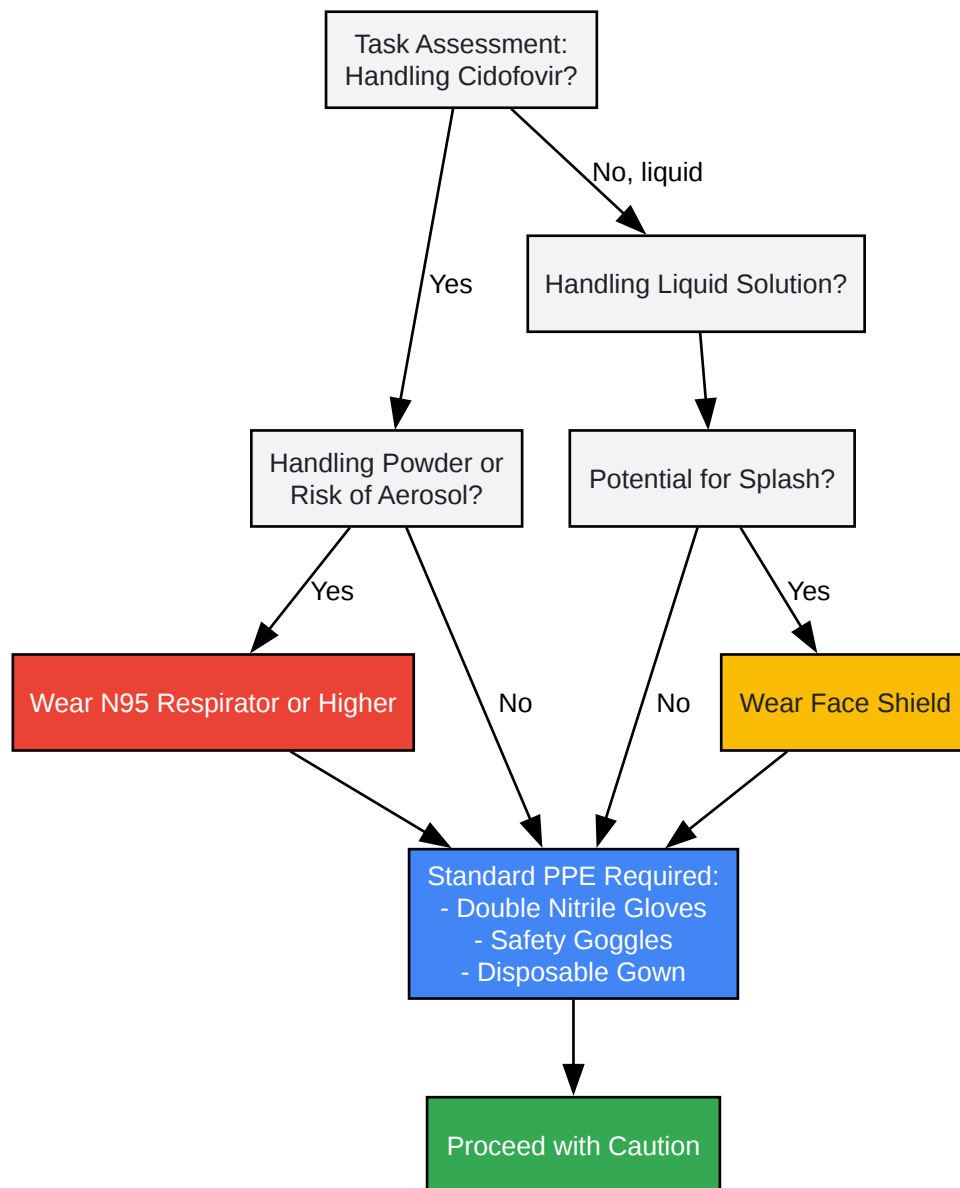 Task Assessment:
Handling Cidofovir?
No, liquid
Yes
Handling Liquid Solution?
Handling Powder or
Risk of Aerosol?
Potential for Splash?
Yes
Yes
Wear N95 Respirator or Higher
No
No
Wear Face Shield
Standard PPE Required:
- Double Nitrile Gloves
- Safety Goggles
- Disposable Gown
Proceed with Caution